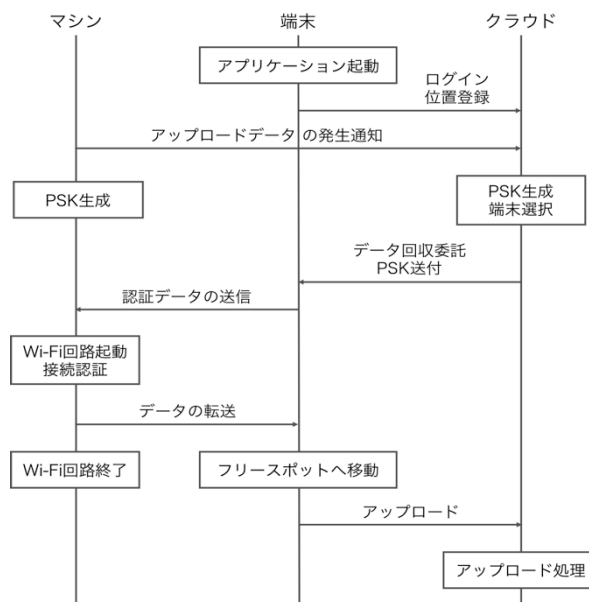 マシン
端末
クラウド
アプリケーション起動
ログイン
位置登録
アップロードデータの発生通知
PSK生成
PSK生成
端末選択
データ回収委託
PSK送付
認証データの送信
Wi-Fi回路起動
接続認証
データの転送
Wi-Fi回路終了
フリースポットへ移動
アップロード
アップロード処理